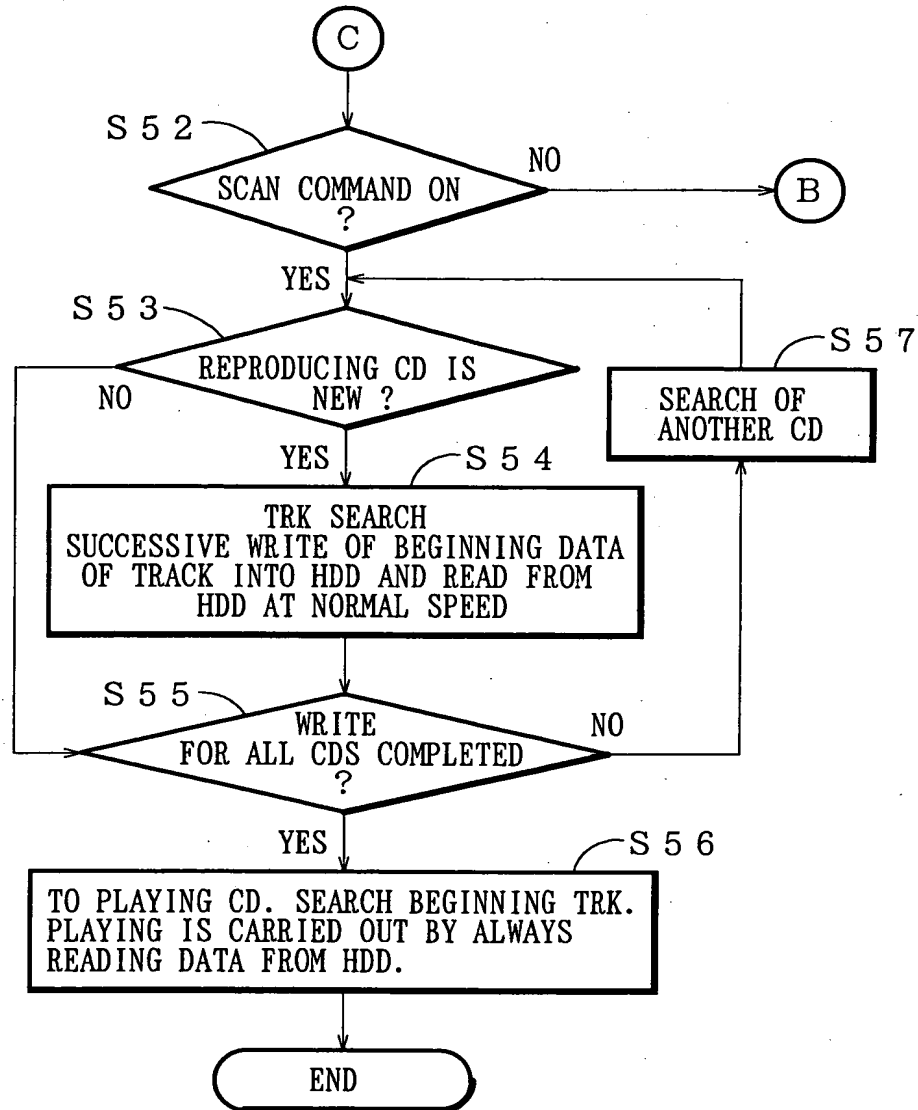 C
S52
SCAN COMMAND ON
?
NO
B
YES
S53
REPRODUCING CD IS
NEW ?
NO
S57
SEARCH OF
ANOTHER CD
YES
S54
TRK SEARCH
SUCCESSIVE WRITE OF BEGINNING DATA
OF TRACK INTO HDD AND READ FROM
HDD AT NORMAL SPEED
S55
WRITE
FOR ALL CDS COMPLETED
?
NO
YES
S56
TO PLAYING CD. SEARCH BEGINNING TRK.
PLAYING IS CARRIED OUT BY ALWAYS
READING DATA FROM HDD.
END